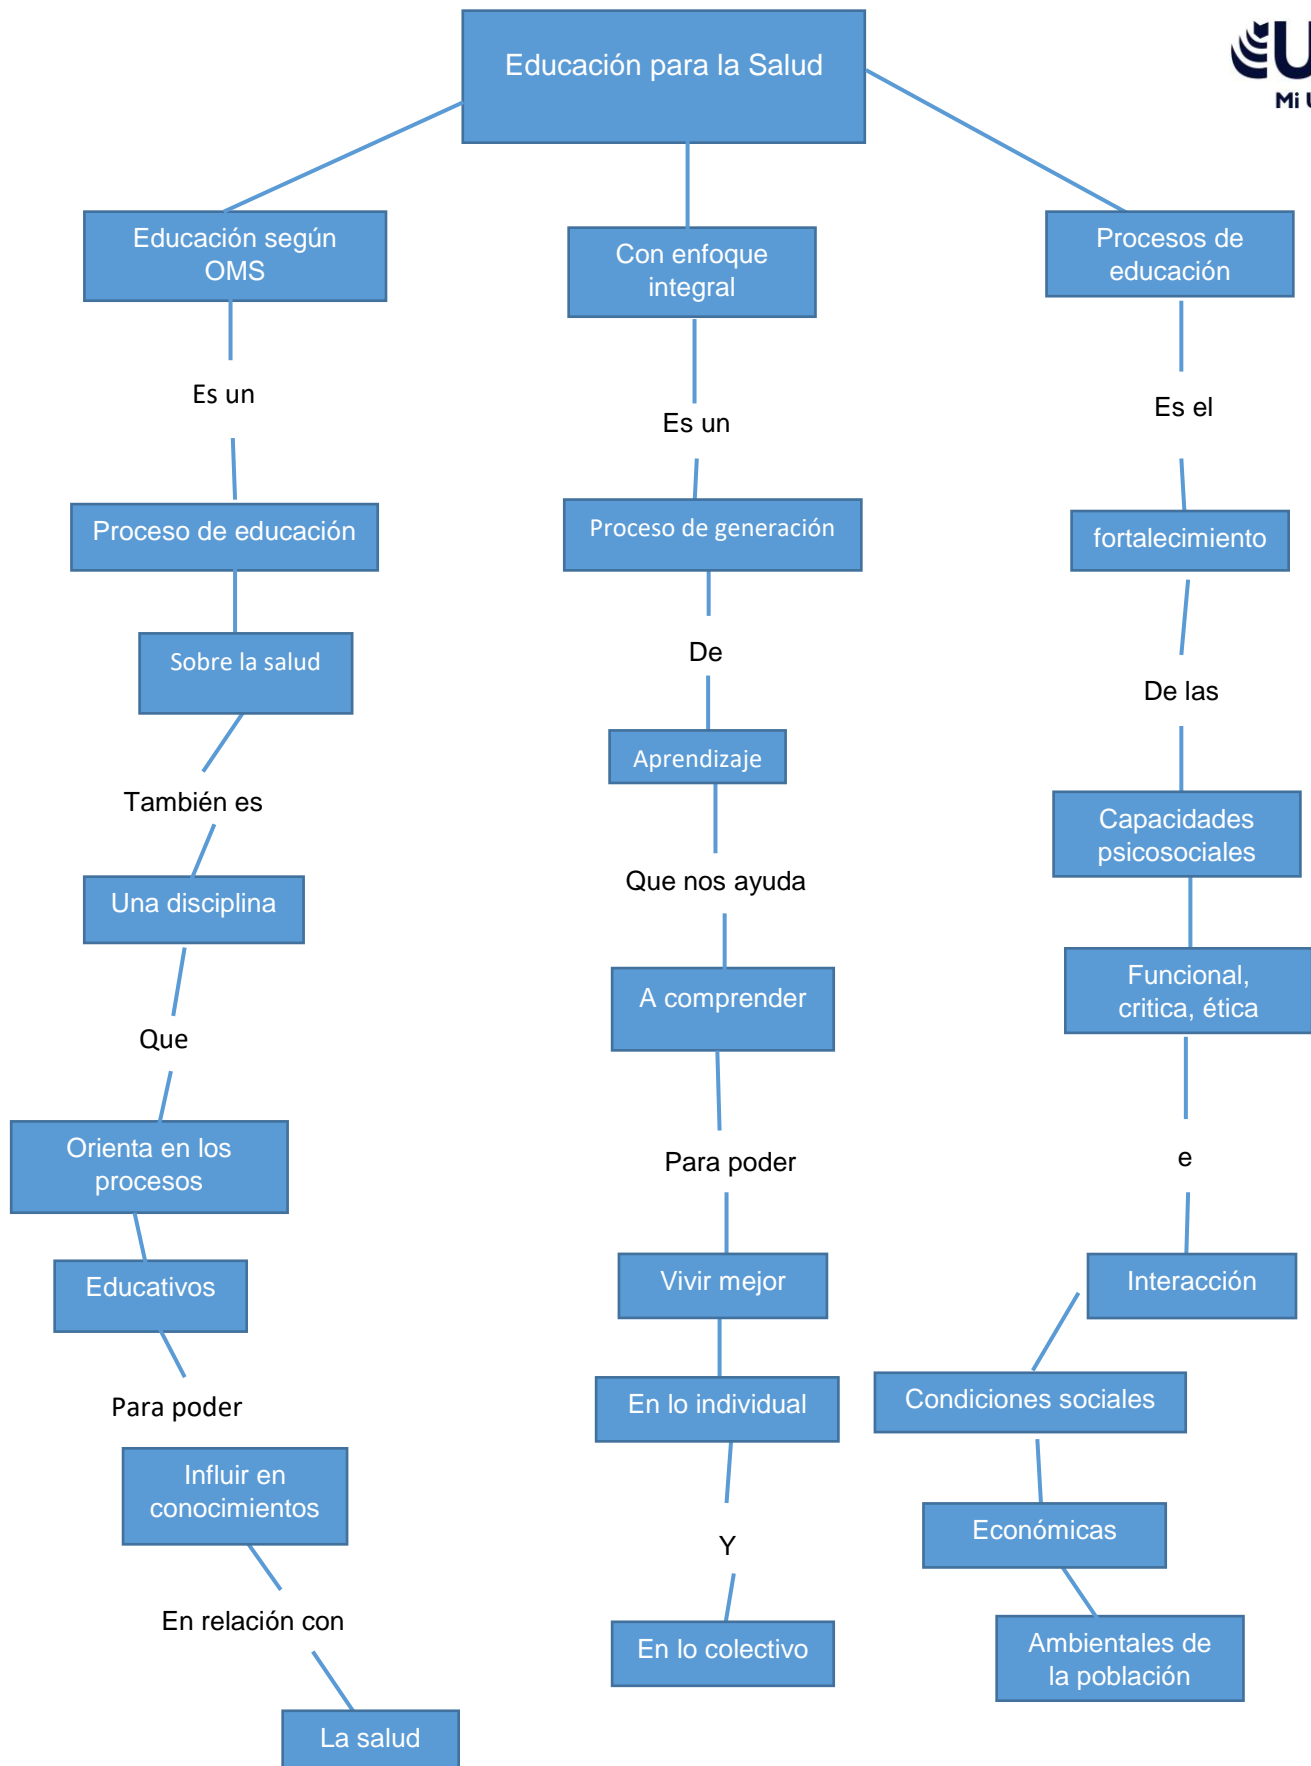 Educación para la Salud
U
Mi U
Educación según
OMS
Es un
Proceso de educación
Sobre la salud
También es
Una disciplina
Que
Orienta en los
procesos
Educativos
Para poder
Influir en
conocimientos
En relación con
La salud
Con enfoque
integral
Es un
Proceso de generación
De
Aprendizaje
Que nos ayuda
A comprender
Para poder
Vivir mejor
En lo individual
Y
En lo colectivo
Procesos de
educación
Es el
fortalecimiento
De las
Capacidades
psicosociales
Funcional,
critica, ética
e
Interacción
Condiciones sociales
Económicas
Ambientales de
la población